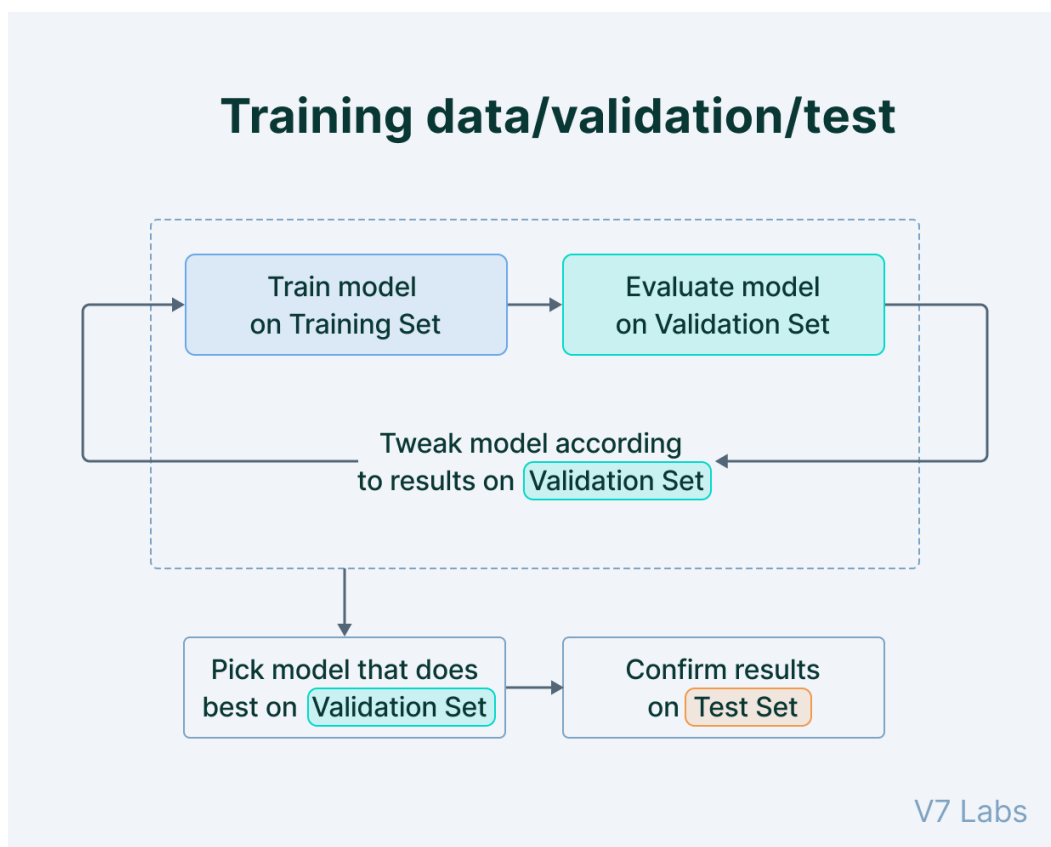 Training data/validation/test
Train model
on Training Set
Evaluate model
on Validation Set
Tweak model according
to results on Validation Set
Pick model that does
best on Validation Set
Confirm results
on Test Set
V7 Labs